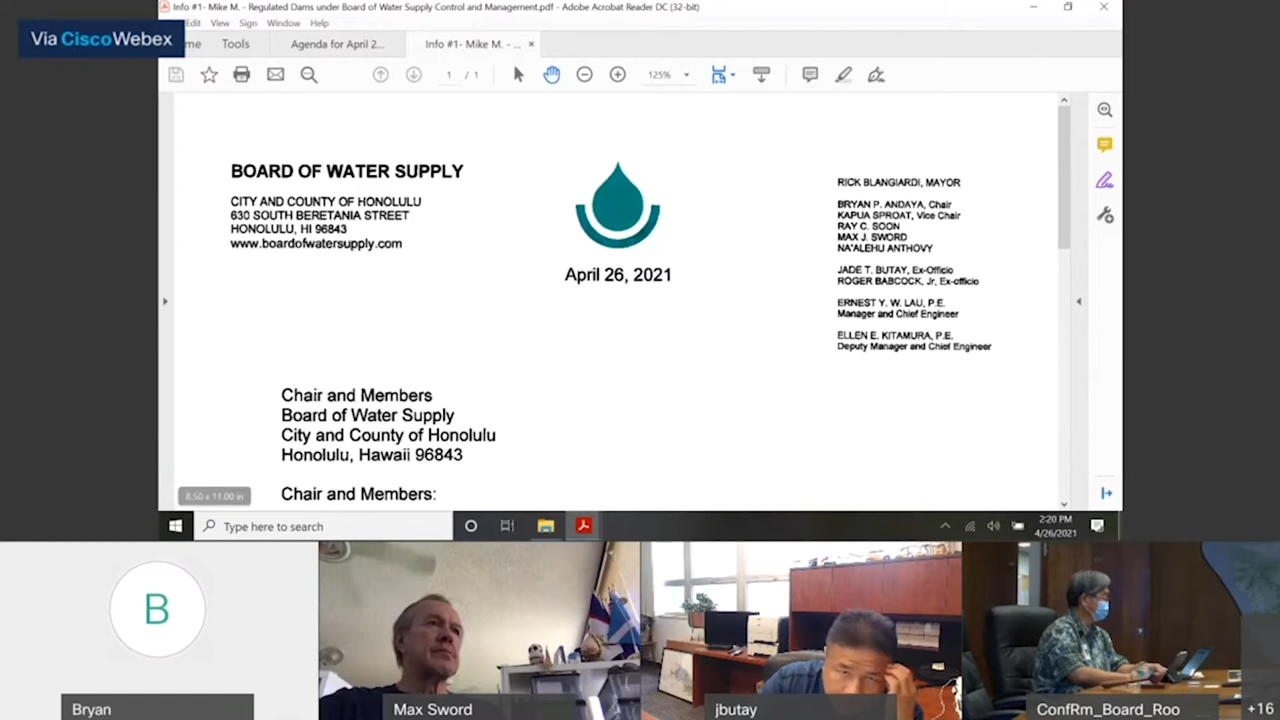 Info #1- Mike M. - Regulated Dams under Board of Water Supply Control and Management.pdf - Adobe Acrobat Reader DC (32-bit)
Via CiscoWebex
Edit View Sign Window Help
me Tools Agenda for April 2... Info #1- Mike M. - ... ×
1 / 1 125%
BOARD OF WATER SUPPLY
CITY AND COUNTY OF HONOLULU
630 SOUTH BERETANIA STREET
HONOLULU, HI 96843
www.boardofwatersupply.com
April 26, 2021
RICK BLANGIARDI, MAYOR
BRYAN P. ANDAYA, Chair
KAPUA SPROAT, Vice Chair
RAY C. SOON
MAX J. SWORD
NA'ALEHU ANTHONY
JADE T. BUTAY, Ex-Officio
ROGER BABCOCK, Jr, Ex-officio
ERNEST Y. W. LAU, P.E.
Manager and Chief Engineer
ELLEN E. KITAMURA, P.E.
Deputy Manager and Chief Engineer
Chair and Members
Board of Water Supply
City and County of Honolulu
Honolulu, Hawaii 96843
Chair and Members:
8.50 x 11.00 in
Type here to search
2:20 PM
4/26/2021
B
Bryan
Max Sword
jbutay
ConfRm_Board_Roo
+16